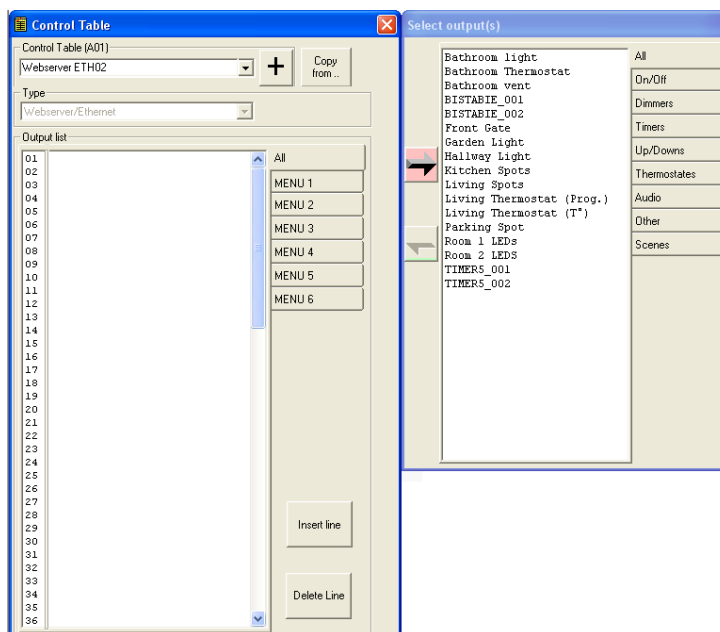 Control Table
Control Table (A01)
Webserver ETH02
+
Copy
from ..
Type
Webserver/Ethernet
Output list
01
02
03
04
05
06
07
08
09
10
11
12
13
14
15
16
17
18
19
20
21
22
23
24
25
26
27
28
29
30
31
32
33
34
35
36
All
MENU 1
MENU 2
MENU 3
MENU 4
MENU 5
MENU 6
Insert line
Delete Line
Select output(s)
Bathroom light
Bathroom Thermostat
Bathroom vent
BISTABIE_001
BISTABIE_002
Front Gate
Garden Light
Hallway Light
Kitchen Spots
Living Spots
Living Thermostat (Prog.)
Living Thermostat (T°)
Parking Spot
Room 1 LEDs
Room 2 LEDS
TIMER5_001
TIMER5_002
All
On/Off
Dimmers
Timers
Up/Downs
Thermostates
Audio
Other
Scenes